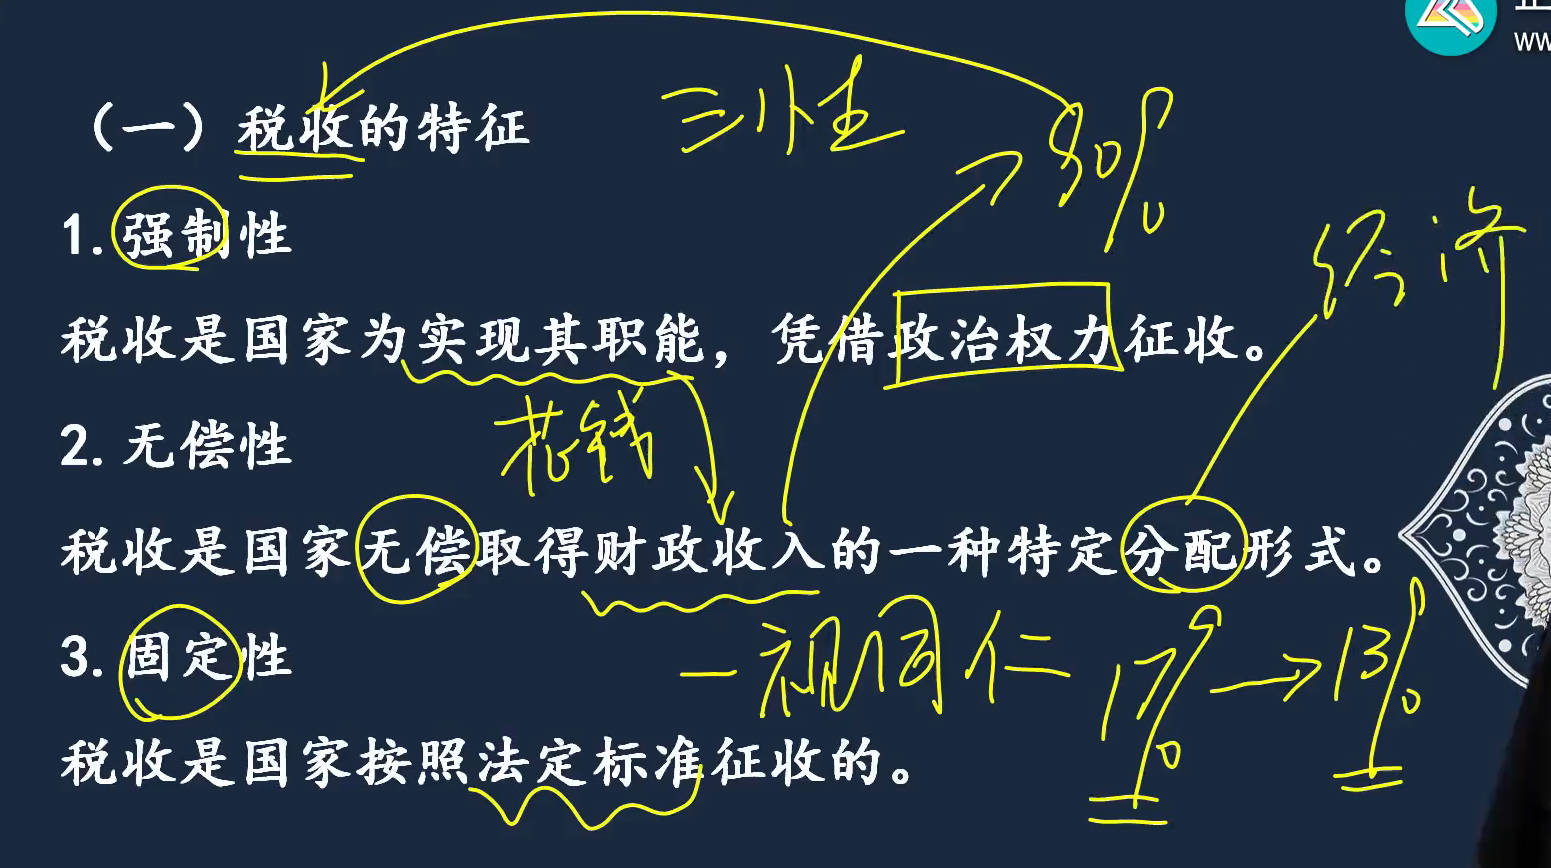 三性
（一）税收的特征
80%
1. 强制性
经济
税收是国家为实现其职能，凭借政治权力征收。
2. 无偿性
花钱
税收是国家无偿取得财政收入的一种特定分配形式。
3. 固定性
一视同仁 17% → 13%
税收是国家按照法定标准征收的。